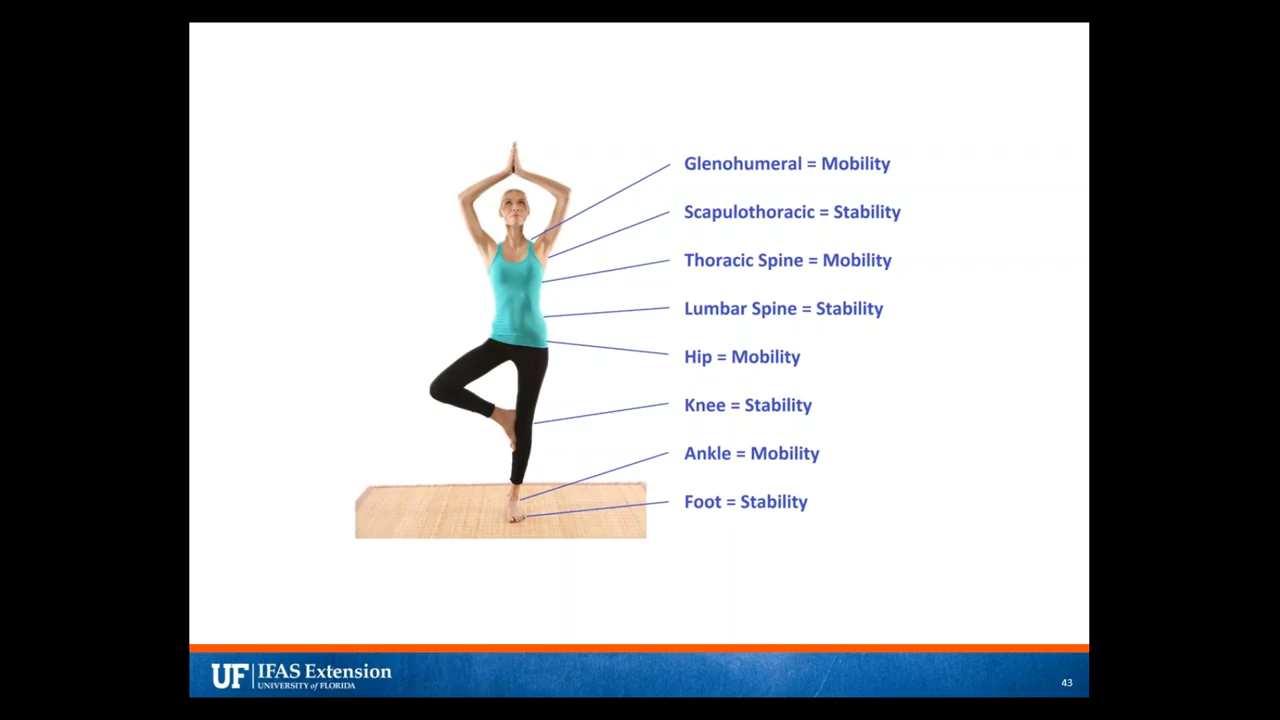 Glenohumeral = Mobility
Scapulothoracic = Stability
Thoracic Spine = Mobility
Lumbar Spine = Stability
Hip = Mobility
Knee = Stability
Ankle = Mobility
Foot = Stability
UF IFAS Extension
UNIVERSITY of FLORIDA
43